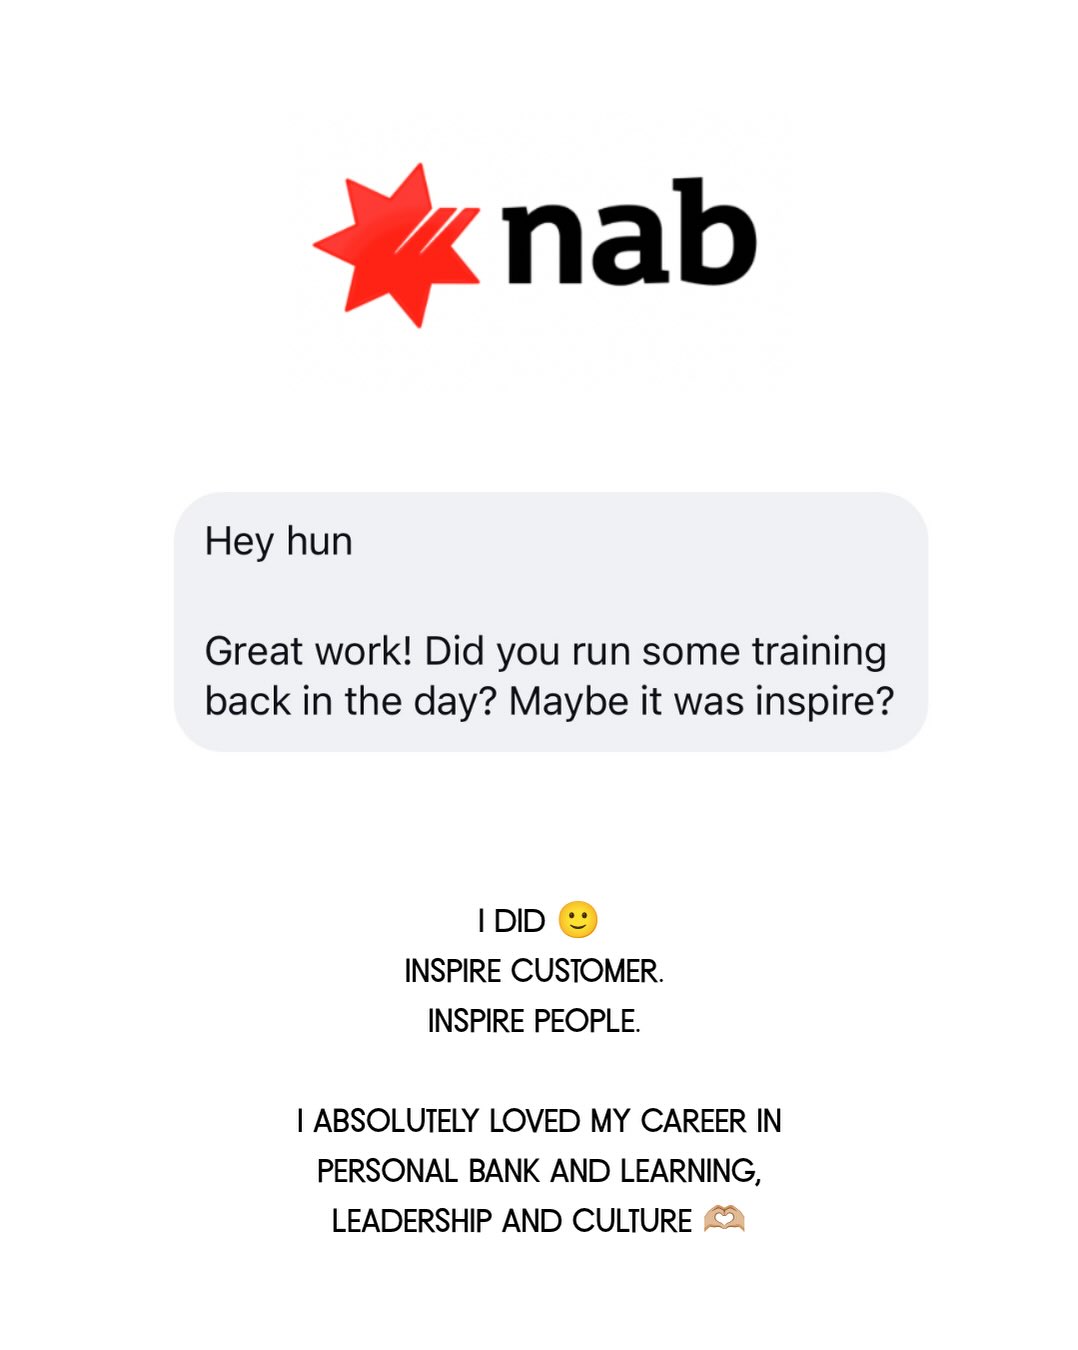 nab
Hey hun
Great work! Did you run some training
back in the day? Maybe it was inspire?
I DID 🙂
INSPIRE CUSTOMER.
INSPIRE PEOPLE.
I ABSOLUTELY LOVED MY CAREER IN
PERSONAL BANK AND LEARNING,
LEADERSHIP AND CULTURE 🫶🏼